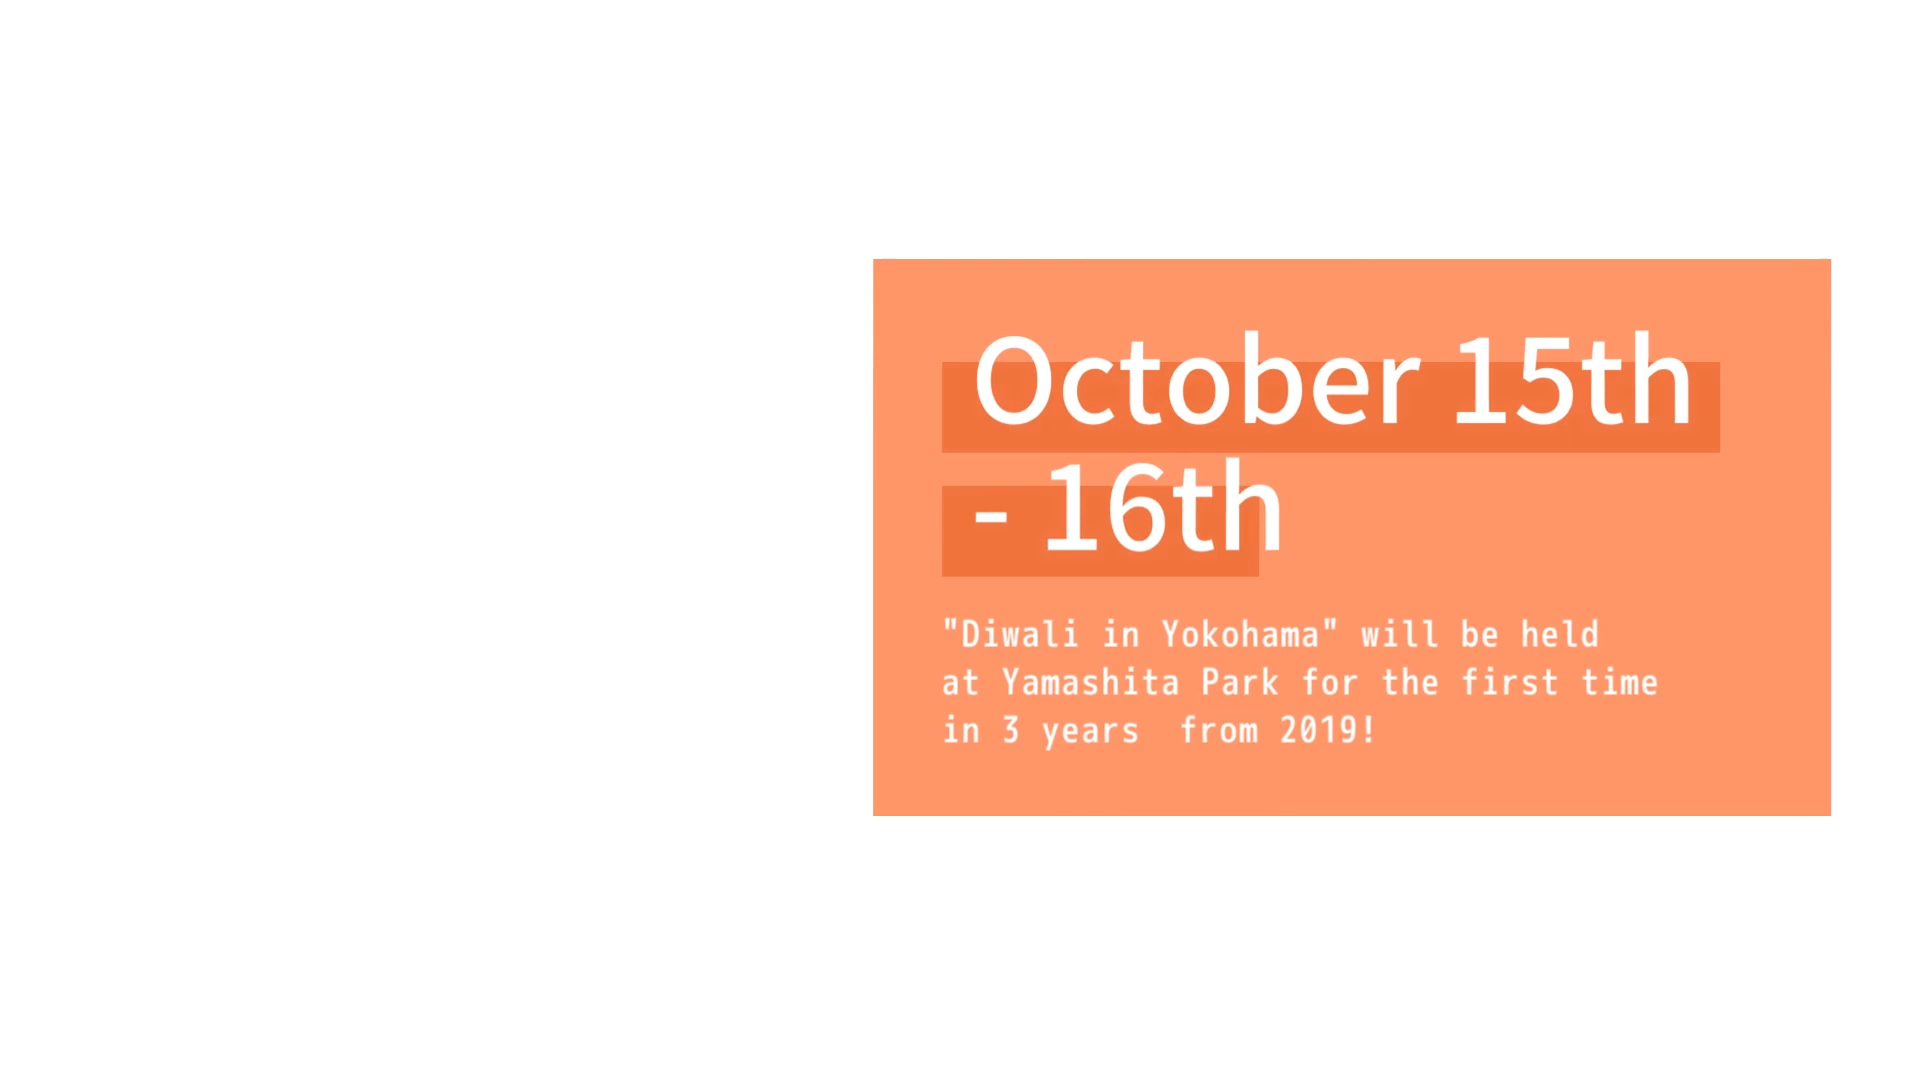 October 15th
- 16th
"Diwali in Yokohama" will be held
at Yamashita Park for the first time
in 3 years  from 2019!